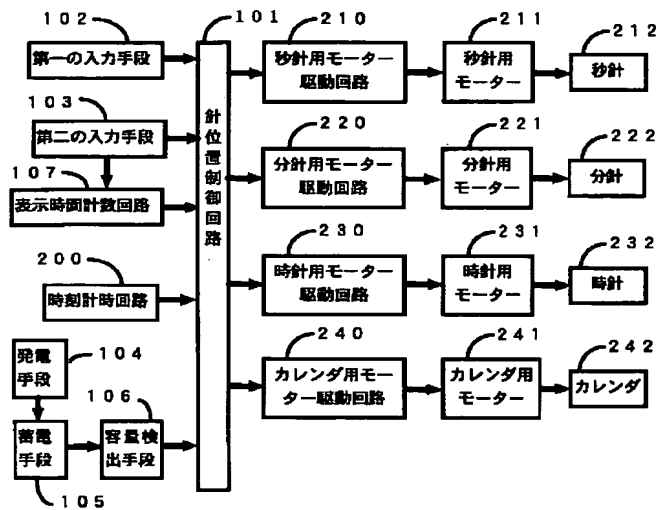 102
第一の入力手段
103
第二の入力手段
107
表示時間計数回路
200
時刻計時回路
発電
手段
104
106
蓄電
手段
105
容量検
出手段
101
針位置制御回路
210
秒針用モーター
駆動回路
211
秒針用
モーター
212
秒針
220
分針用モーター
駆動回路
221
分針用
モーター
222
分針
230
時針用モーター
駆動回路
231
時針用
モーター
232
時針
240
カレンダ用モー
ター駆動回路
241
カレンダ用
モーター
242
カレンダ